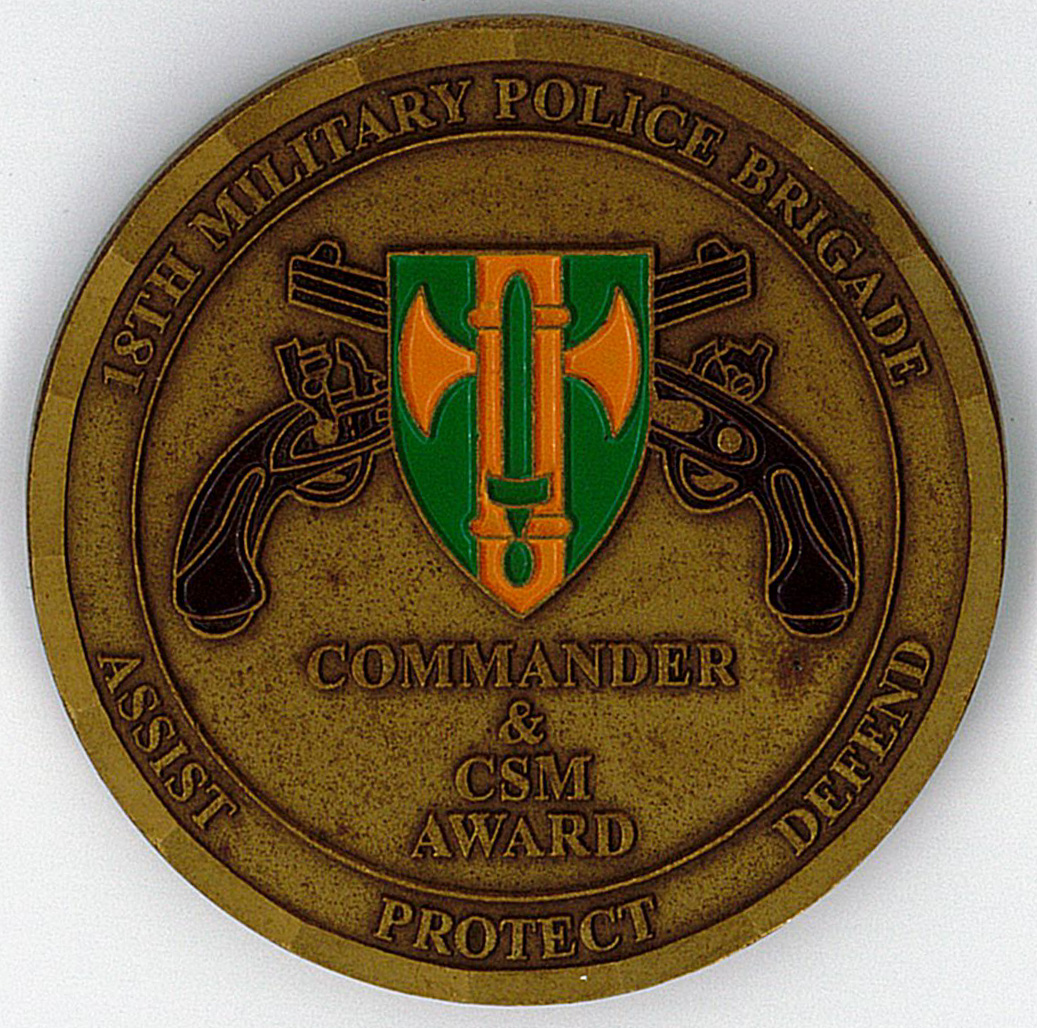 18TH MILITARY POLICE BRIGADE
COMMANDER
&
CSM
AWARD
ASSIST
PROTECT
DEFEND